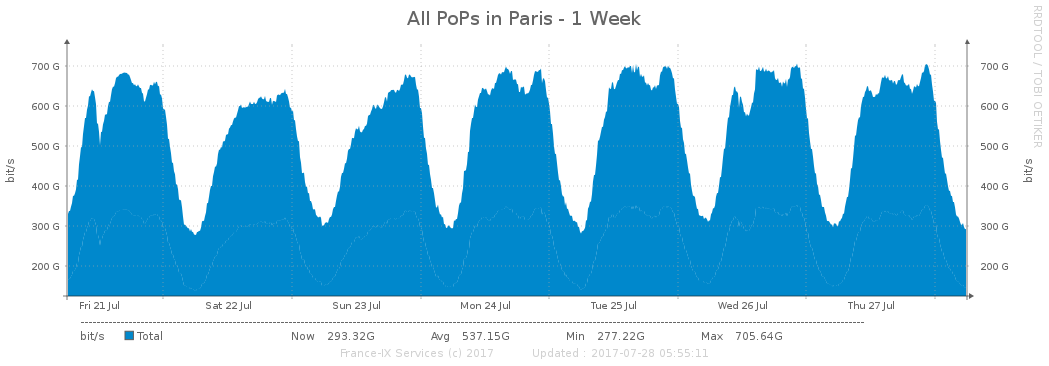 All PoPs in Paris - 1 Week
RRDTOOL / TOBI OETIKER
bit/s
700 G
600 G
500 G
400 G
300 G
200 G
700 G
600 G
500 G
400 G
300 G
200 G
bit/s
Fri 21 Jul Sat 22 Jul Sun 23 Jul Mon 24 Jul Tue 25 Jul Wed 26 Jul Thu 27 Jul
bit/s Total Now 293.32G Avg 537.15G Min 277.22G Max 705.64G
France-IX Services (c) 2017 Updated : 2017-07-28 05:55:11